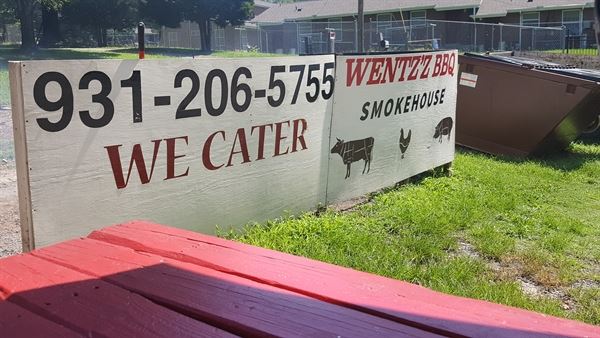 931-206-5755
WE CATER
WENTZ'Z BBQ
SMOKEHOUSE